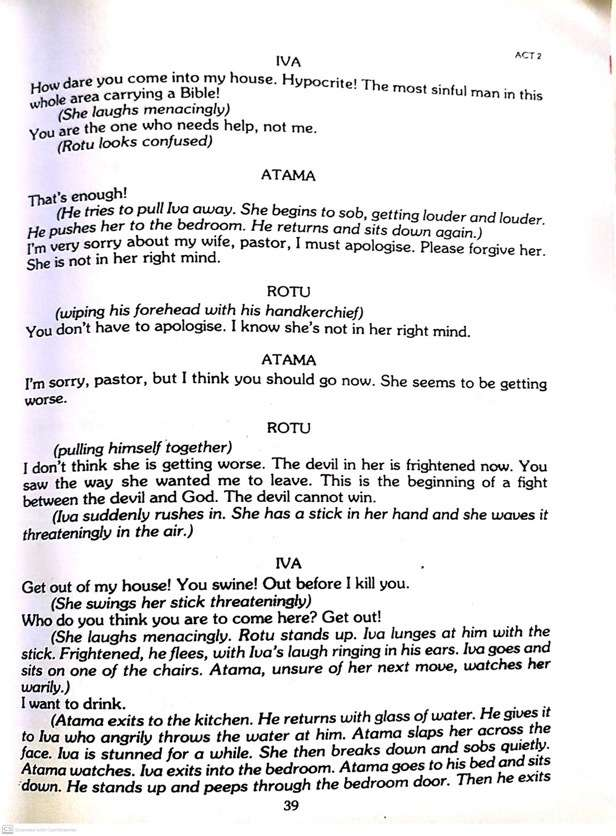 ACT 2
IVA
How dare you come into my house. Hypocrite! The most sinful man in this
whole area carrying a Bible!
(She laughs menacingly)
You are the one who needs help, not me.
(Rotu looks confused)
ATAMA
That's enough!
(He tries to pull Iva away. She begins to sob, getting louder and louder.
He pushes her to the bedroom. He returns and sits down again.)
I'm very sorry about my wife, pastor, I must apologise. Please forgive her.
She is not in her right mind.
ROTU
(wiping his forehead with his handkerchief)
You don't have to apologise. I know she's not in her right mind.
ATAMA
I'm sorry, pastor, but I think you should go now. She seems to be getting
worse.
ROTU
(pulling himself together)
I don't think she is getting worse. The devil in her is frightened now. You
saw the way she wanted me to leave. This is the beginning of a fight
between the devil and God. The devil cannot win.
(Iva suddenly rushes in. She has a stick in her hand and she waves it
threateningly in the air.)
IVA
Get out of my house! You swine! Out before I kill you.
(She swings her stick threateningly)
Who do you think you are to come here? Get out!
(She laughs menacingly. Rotu stands up. Iva lunges at him with the
stick. Frightened, he flees, with Iva's laugh ringing in his ears. Iva goes and
sits on one of the chairs. Atama, unsure of her next move, watches her
warily.)
I want to drink.
(Atama exits to the kitchen. He returns with glass of water. He gives it
to Iva who angrily throws the water at him. Atama slaps her across the
face. Iva is stunned for a while. She then breaks down and sobs quietly.
Atama watches. Iva exits into the bedroom. Atama goes to his bed and sits
down. He stands up and peeps through the bedroom door. Then he exits
39
CS Scanned with CamScanner